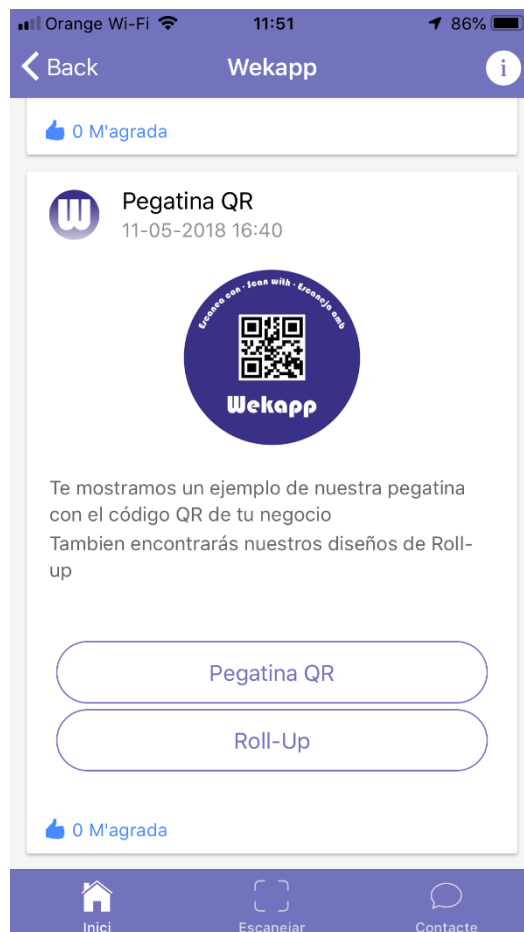 Orange Wi-Fi 11:51 86%
Back Wekapp i
0 M'agrada
Pegatina QR
11-05-2018 16:40
Escanea con · Scan with · Escaneja amb
Wekapp
Te mostramos un ejemplo de nuestra pegatina
con el código QR de tu negocio
Tambien encontrarás nuestros diseños de Roll-
up
Pegatina QR
Roll-Up
0 M'agrada
Inici Escanejar Contacte